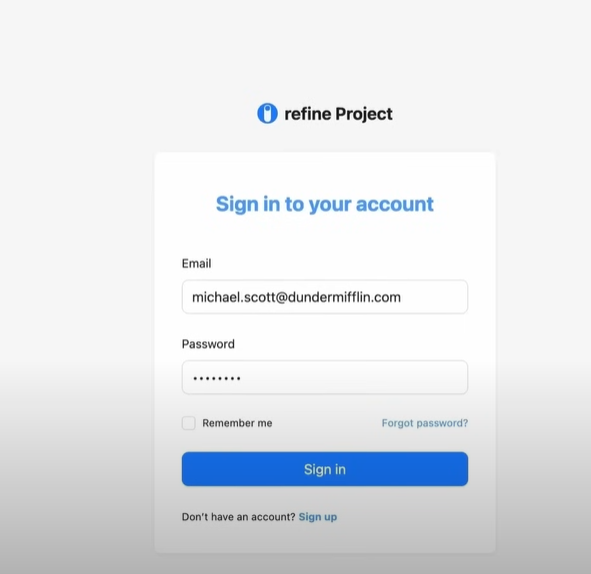 refine Project
Sign in to your account
Email
michael.scott@dundermifflin.com
Password
••••••••
Remember me Forgot password?
Sign in
Don't have an account? Sign up